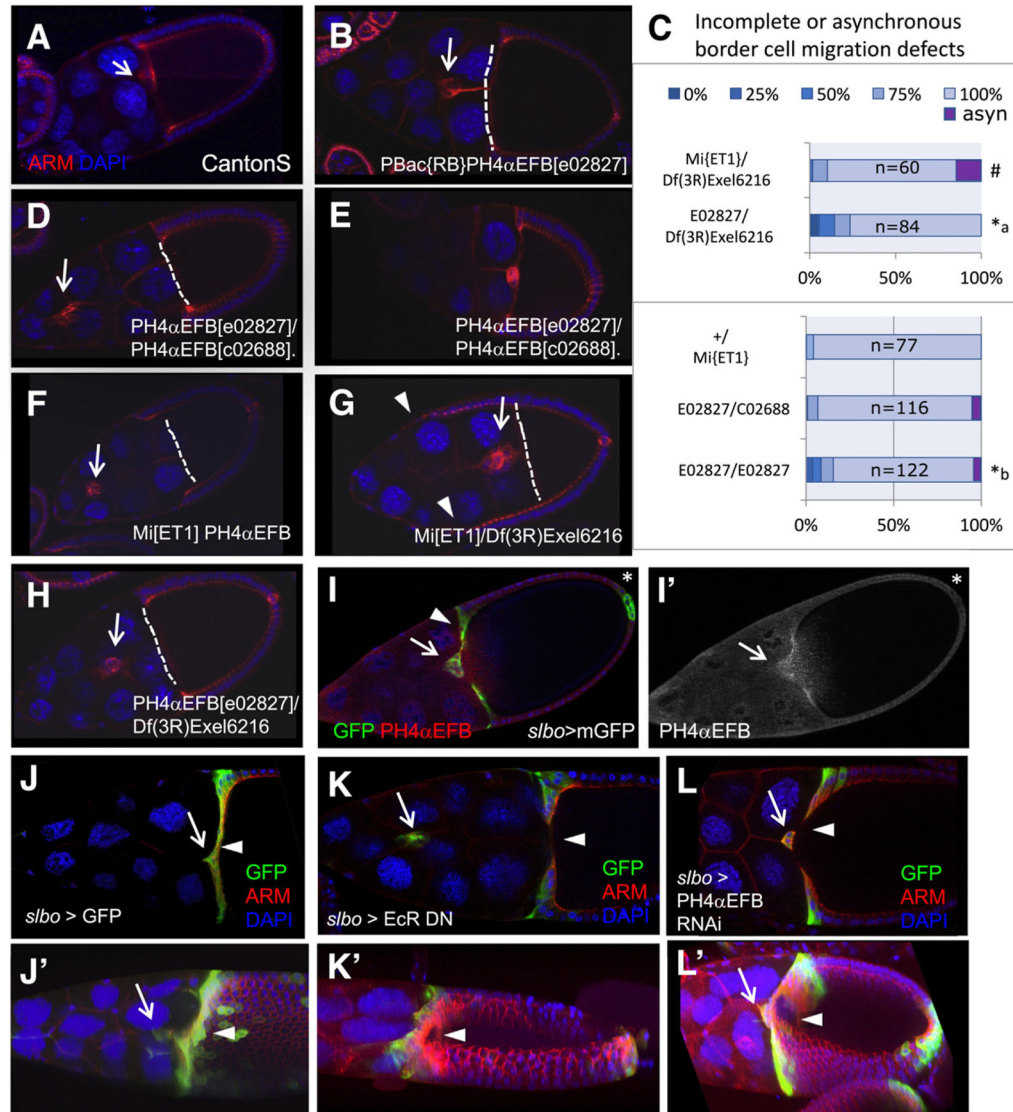 A
ARM DAPI
CantonS
B
PBac{RB}PH4αEFB[e02827]
C
Incomplete or asynchronous
border cell migration defects
0% 25% 50% 75% 100%
asyn
Mi{ET1}/
Df(3R)Exel6216
n=60
#
E02827/
Df(3R)Exel6216
n=84
*a
0% 50% 100%
+/
Mi{ET1}
n=77
E02827/C02688
n=116
E02827/E02827
n=122
*b
0% 50% 100%
D
PH4αEFB[e02827]/
PH4αEFB[c02688].
E
PH4αEFB[e02827]/
PH4αEFB[c02688].
F
Mi[ET1] PH4αEFB
G
Mi[ET1]/Df(3R)Exel6216
H
PH4αEFB[e02827]/
Df(3R)Exel6216
I
*
GFP PH4αEFB
slbo>mGFP
I’
*
PH4αEFB
J
slbo > GFP
GFP
ARM
DAPI
K
slbo > EcR DN
GFP
ARM
DAPI
L
slbo >
PH4αEFB
RNAi
GFP
ARM
DAPI
J’
K’
L’